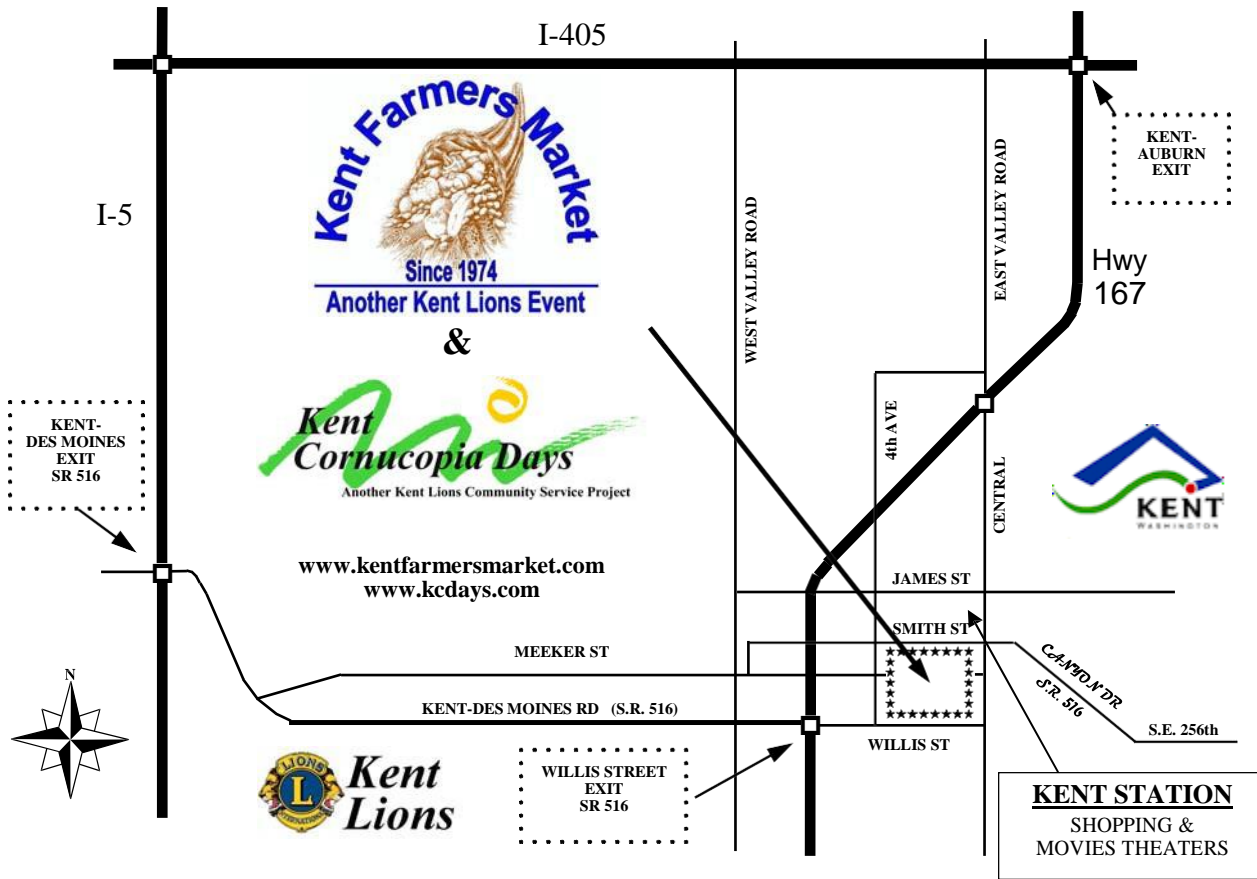 I-405
Kent Farmers Market
Since 1974
Another Kent Lions Event
&
I-5
WEST VALLEY ROAD
EAST VALLEY ROAD
KENT-
AUBURN
EXIT
Hwy
167
KENT-
DES MOINES
EXIT
SR 516
Kent
Cornucopia Days
Another Kent Lions Community Service Project
4th AVE
CENTRAL
KENT
WASHINGTON
www.kentfarmersmarket.com
www.kcdays.com
JAMES ST
SMITH ST
MEEKER ST
CANYON DR
S.R. 516
N
KENT-DES MOINES RD (S.R. 516)
S.E. 256th
WILLIS ST
LIONS
L
INTERNATIONAL
Kent
Lions
WILLIS STREET
EXIT
SR 516
KENT STATION
SHOPPING &
MOVIES THEATERS